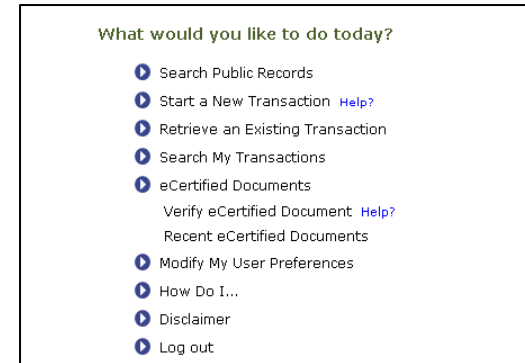 What would you like to do today?
Search Public Records
Start a New Transaction Help?
Retrieve an Existing Transaction
Search My Transactions
eCertified Documents
Verify eCertified Document Help?
Recent eCertified Documents
Modify My User Preferences
How Do I...
Disclaimer
Log out